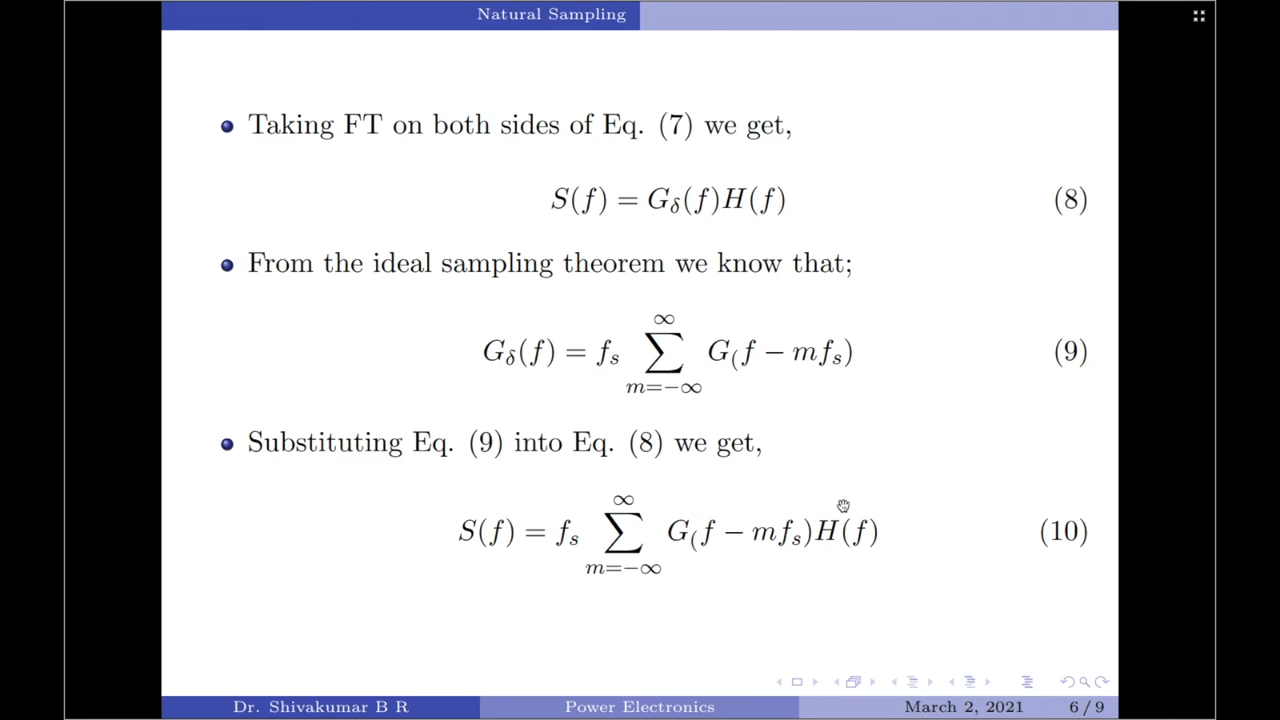 Natural Sampling
Taking FT on both sides of Eq. (7) we get,
S(f) = G_δ(f)H(f) (8)
From the ideal sampling theorem we know that;
G_δ(f) = f_s ∑_{m=−∞}^{∞} G_(f − mf_s) (9)
Substituting Eq. (9) into Eq. (8) we get,
S(f) = f_s ∑_{m=−∞}^{∞} G_(f − mf_s)H(f) (10)
Dr. Shivakumar B R Power Electronics March 2, 2021 6 / 9